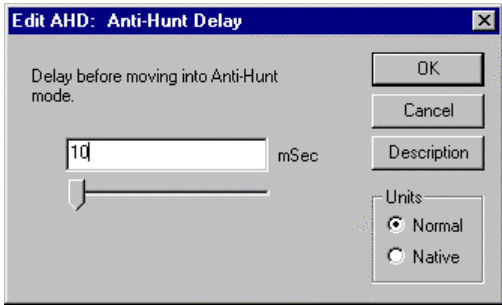 Edit AHD: Anti-Hunt Delay
Delay before moving into Anti-Hunt
mode.
10
mSec
OK
Cancel
Description
Units
Normal
Native